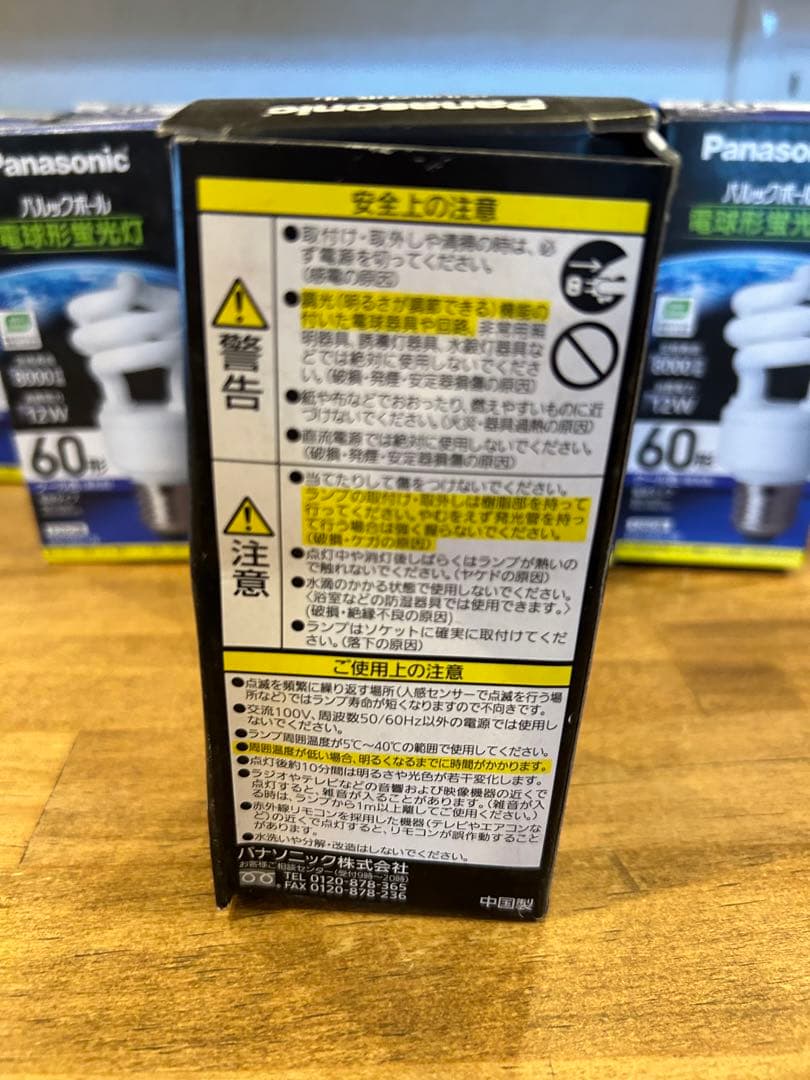 Panasonic
安全上の注意
警告
●取付け・取外しや清掃の時は、必
ず電源を切ってください。
(感電の原因)
●調光(明るさが調節できる)機能の
付いた電球器具や回路、非常用照
明器具、誘導灯器具、水銀灯器具な
どでは絶対に使用しないでくださ
い。(破損・発煙・安定器損傷の原因)
●紙や布などでおおったり、燃えやすいものに近
づけないでください。(火災・器具過熱の原因)
●直流電源では絶対に使用しないでください。
(破損・発煙・安定器損傷の原因)
注意
●当てたりして傷をつけないでください。
ランプの取付け・取外しは樹脂部を持って
行ってください。やむをえず発光管を持っ
て行う場合は強く握らないでください。
(破損・ケガの原因)
●点灯中や消灯後しばらくはランプが熱いの
で触れないでください。(ヤケドの原因)
●水滴のかかる状態で使用しないでください。
〈浴室などの防湿器具では使用できます。〉
(破損・絶縁不良の原因)
●ランプはソケットに確実に取付けてくだ
さい。(落下の原因)
ご使用上の注意
●点滅を頻繁に繰り返す場所(人感センサーで点滅を行う場
所など)ではランプ寿命が短くなりますので不向きです。
●交流100V、周波数50/60Hz以外の電源では使用し
ないでください。
●ランプ周囲温度が5℃～40℃の範囲で使用してください。
●周囲温度が低い場合、明るくなるまでに時間がかかります。
●点灯後約10分間は明るさや光色が若干変化します。
●ラジオやテレビなどの音響および映像機器の近くで
点灯すると、雑音が入ることがあります。(雑音が入
る時は、ランプから1m以上離してご使用ください。)
●赤外線リモコンを採用した機器(テレビやエアコンな
ど)の近くで点灯すると、リモコンが誤作動すること
があります。
●水洗いや分解・改造はしないでください。
パナソニック株式会社
お客様ご相談センター(受付9時～20時)
TEL 0120-878-365
FAX 0120-878-236
中国製
Panasonic
パルックボール
電球形蛍光灯
12W
60形
Panaso
パルックボール
電球形蛍光
12W
60形